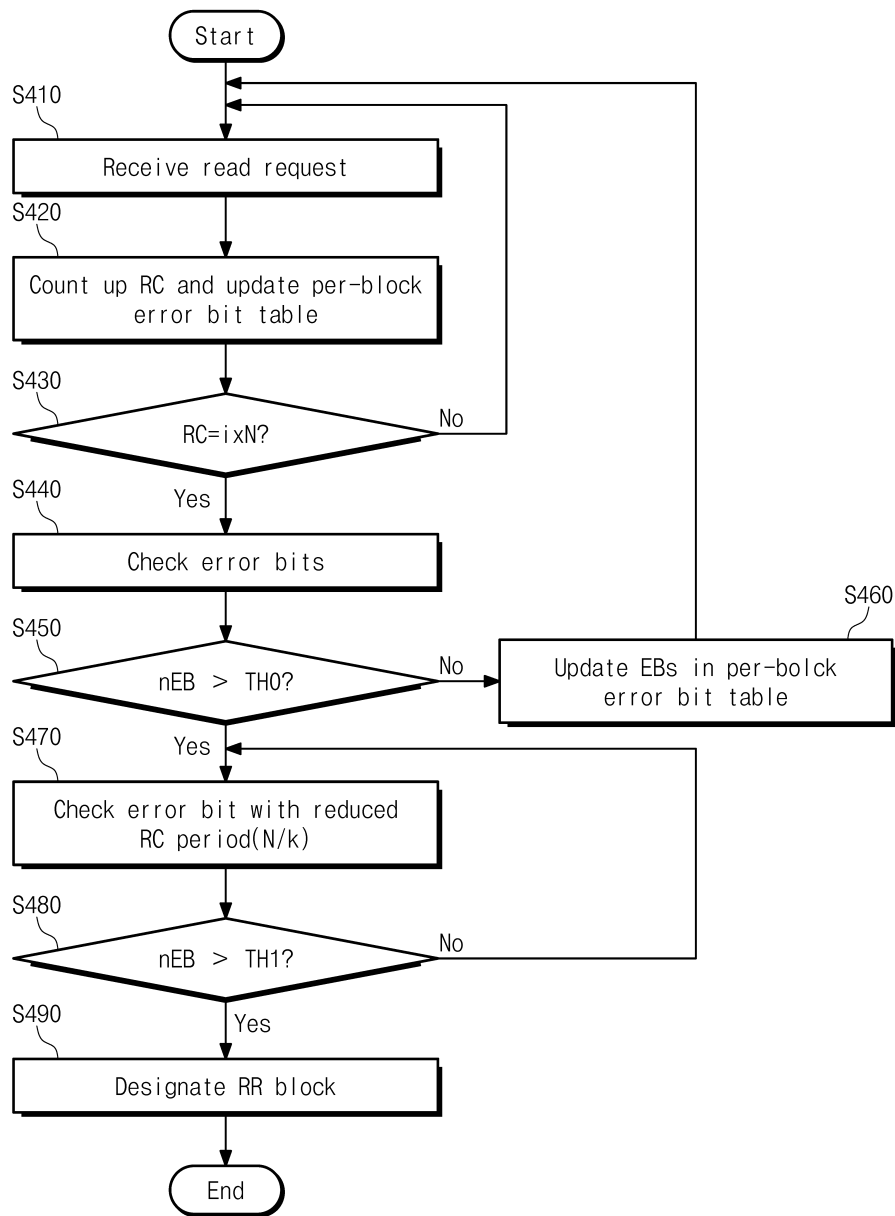 Start
S410
Receive read request
S420
Count up RC and update per-block
error bit table
S430
RC=ixN?
No
Yes
S440
Check error bits
S450
nEB > TH0?
No
S460
Update EBs in per-bolck
error bit table
Yes
S470
Check error bit with reduced
RC period(N/k)
S480
nEB > TH1?
No
Yes
S490
Designate RR block
End